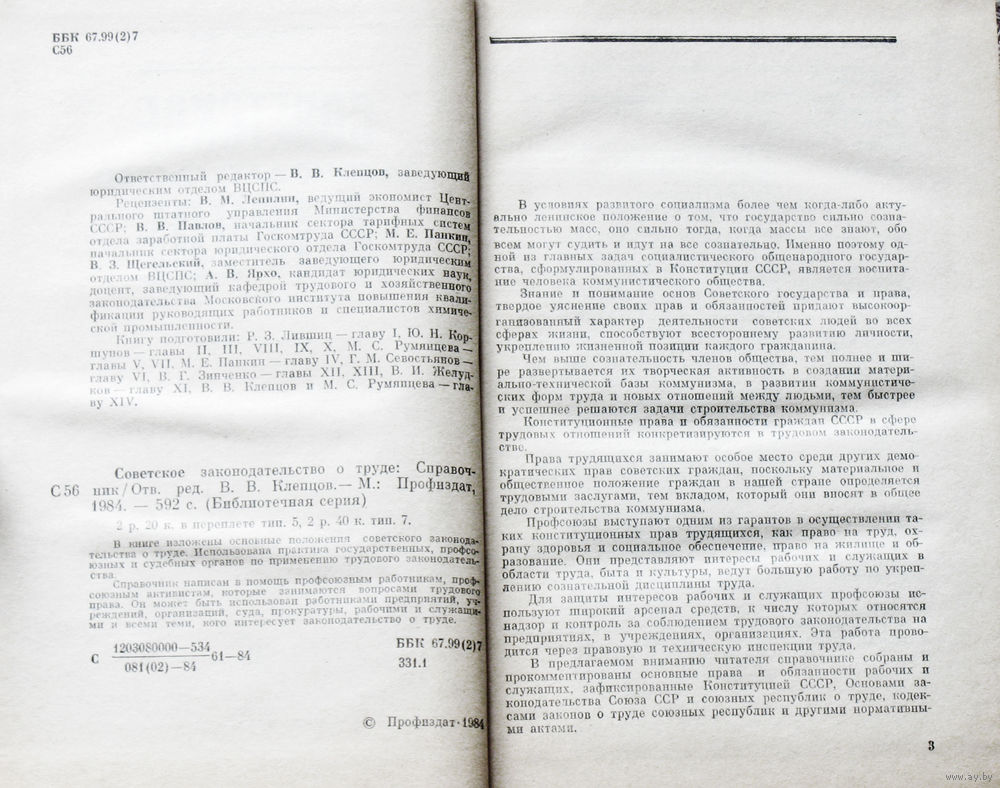 ББК 67.99(2)7
С56
Ответственный редактор — В. В. Клепцов, заведующий
юридическим отделом ВЦСПС.
Рецензенты: В. М. Лепилин, ведущий экономист Цент-
рального штатного управления Министерства финансов
СССР; В. В. Павлов, начальник сектора тарифных систем
отдела заработной платы Госкомтруда СССР; М. Е. Панкин,
начальник сектора юридического отдела Госкомтруда СССР;
В. З. Щегельский, заместитель заведующего юридическим
отделом ВЦСПС; А. В. Ярхо, кандидат юридических наук,
доцент, заведующий кафедрой трудового и хозяйственного
законодательства Московского института повышения квали-
фикации руководящих работников и специалистов химиче-
ской промышленности.
Книгу подготовили: Р. З. Лившиц — главу I, Ю. Н. Кор-
шунов — главы II, III, VIII, IX, X, М. С. Румянцева —
главы V, VII, М. Е. Панкин — главу IV, Г. М. Севостьянов —
главу VI, В. Г. Зинченко — главы XII, XIII, В. И. Желуд-
ков — главу XI, В. В. Клепцов и М. С. Румянцева — гла-
ву XIV.
Советское законодательство о труде: Справоч-
С 56 ник/Отв. ред. В. В. Клепцов. — М.: Профиздат,
1984. — 592 с. (Библиотечная серия)
2 р. 20 к. в переплете тип. 5, 2 р. 40 к. тип. 7.
В книге изложены основные положения советского законода-
тельства о труде. Использована практика государственных, профсо-
юзных и судебных органов по применению трудового законодатель-
ства.
Справочник написан в помощь профсоюзным работникам, проф-
союзным активистам, которые занимаются вопросами трудового
права. Он может быть использован работниками предприятий, уч-
реждений, организаций, суда, прокуратуры, рабочими и служащи-
ми и всеми теми, кого интересует законодательство о труде.
С 1203080000—534 61—84
081(02)—84
ББК 67.99(2)7
331.1
© Профиздат · 1984
В условиях развитого социализма более чем когда-либо акту-
ально ленинское положение о том, что государство сильно созна-
тельностью масс, оно сильно тогда, когда массы все знают, обо
всем могут судить и идут на все сознательно. Именно поэтому од-
ной из главных задач социалистического общенародного государ-
ства, сформулированных в Конституции СССР, является воспита-
ние человека коммунистического общества.
Знание и понимание основ Советского государства и права,
твердое уяснение своих прав и обязанностей придают высокоор-
ганизованный характер деятельности советских людей во всех
сферах жизни, способствуют всестороннему развитию личности,
укреплению жизненной позиции каждого гражданина.
Чем выше сознательность членов общества, тем полнее и ши-
ре развертывается их творческая активность в создании матери-
ально-технической базы коммунизма, в развитии коммунистиче-
ских форм труда и новых отношений между людьми, тем быстрее
и успешнее решаются задачи строительства коммунизма.
Конституционные права и обязанности граждан СССР в сфере
трудовых отношений конкретизируются в трудовом законодатель-
стве.
Права трудящихся занимают особое место среди других демо-
кратических прав советских граждан, поскольку материальное и
общественное положение граждан в нашей стране определяется
трудовыми заслугами, тем вкладом, который они вносят в общее
дело строительства коммунизма.
Профсоюзы выступают одним из гарантов в осуществлении та-
ких конституционных прав трудящихся, как право на труд, ох-
рану здоровья и социальное обеспечение, право на жилище и об-
разование. Они представляют интересы рабочих и служащих в
области труда, быта и культуры, ведут большую работу по укреп-
лению сознательной дисциплины труда.
Для защиты интересов рабочих и служащих профсоюзы ис-
пользуют широкий арсенал средств, к числу которых относятся
надзор и контроль за соблюдением трудового законодательства на
предприятиях, в учреждениях, организациях. Эта работа прово-
дится через правовую и техническую инспекции труда.
В предлагаемом вниманию читателя справочнике собраны и
прокомментированы основные права и обязанности рабочих и
служащих, зафиксированные Конституцией СССР, Основами за-
конодательства Союза ССР и союзных республик о труде, кодек-
сами законов о труде союзных республик и другими нормативны-
ми актами.
3
www.ay.by